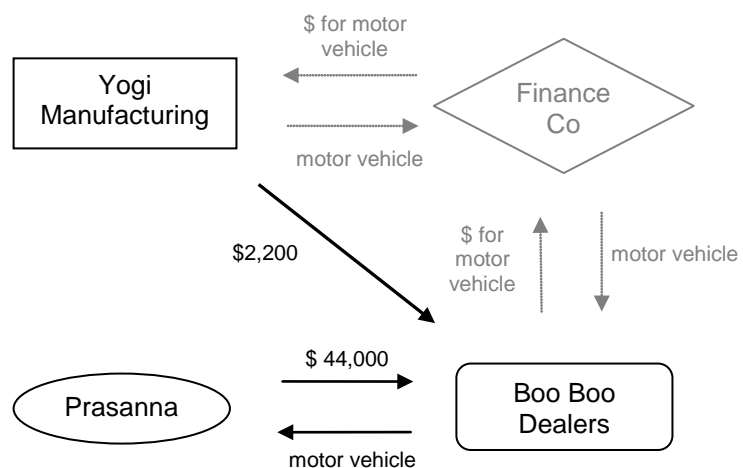 $ for motor
vehicle
Yogi
Manufacturing
Finance
Co
motor vehicle
$2,200
$ for
motor
vehicle
motor vehicle
$ 44,000
Prasanna
Boo Boo
Dealers
motor vehicle